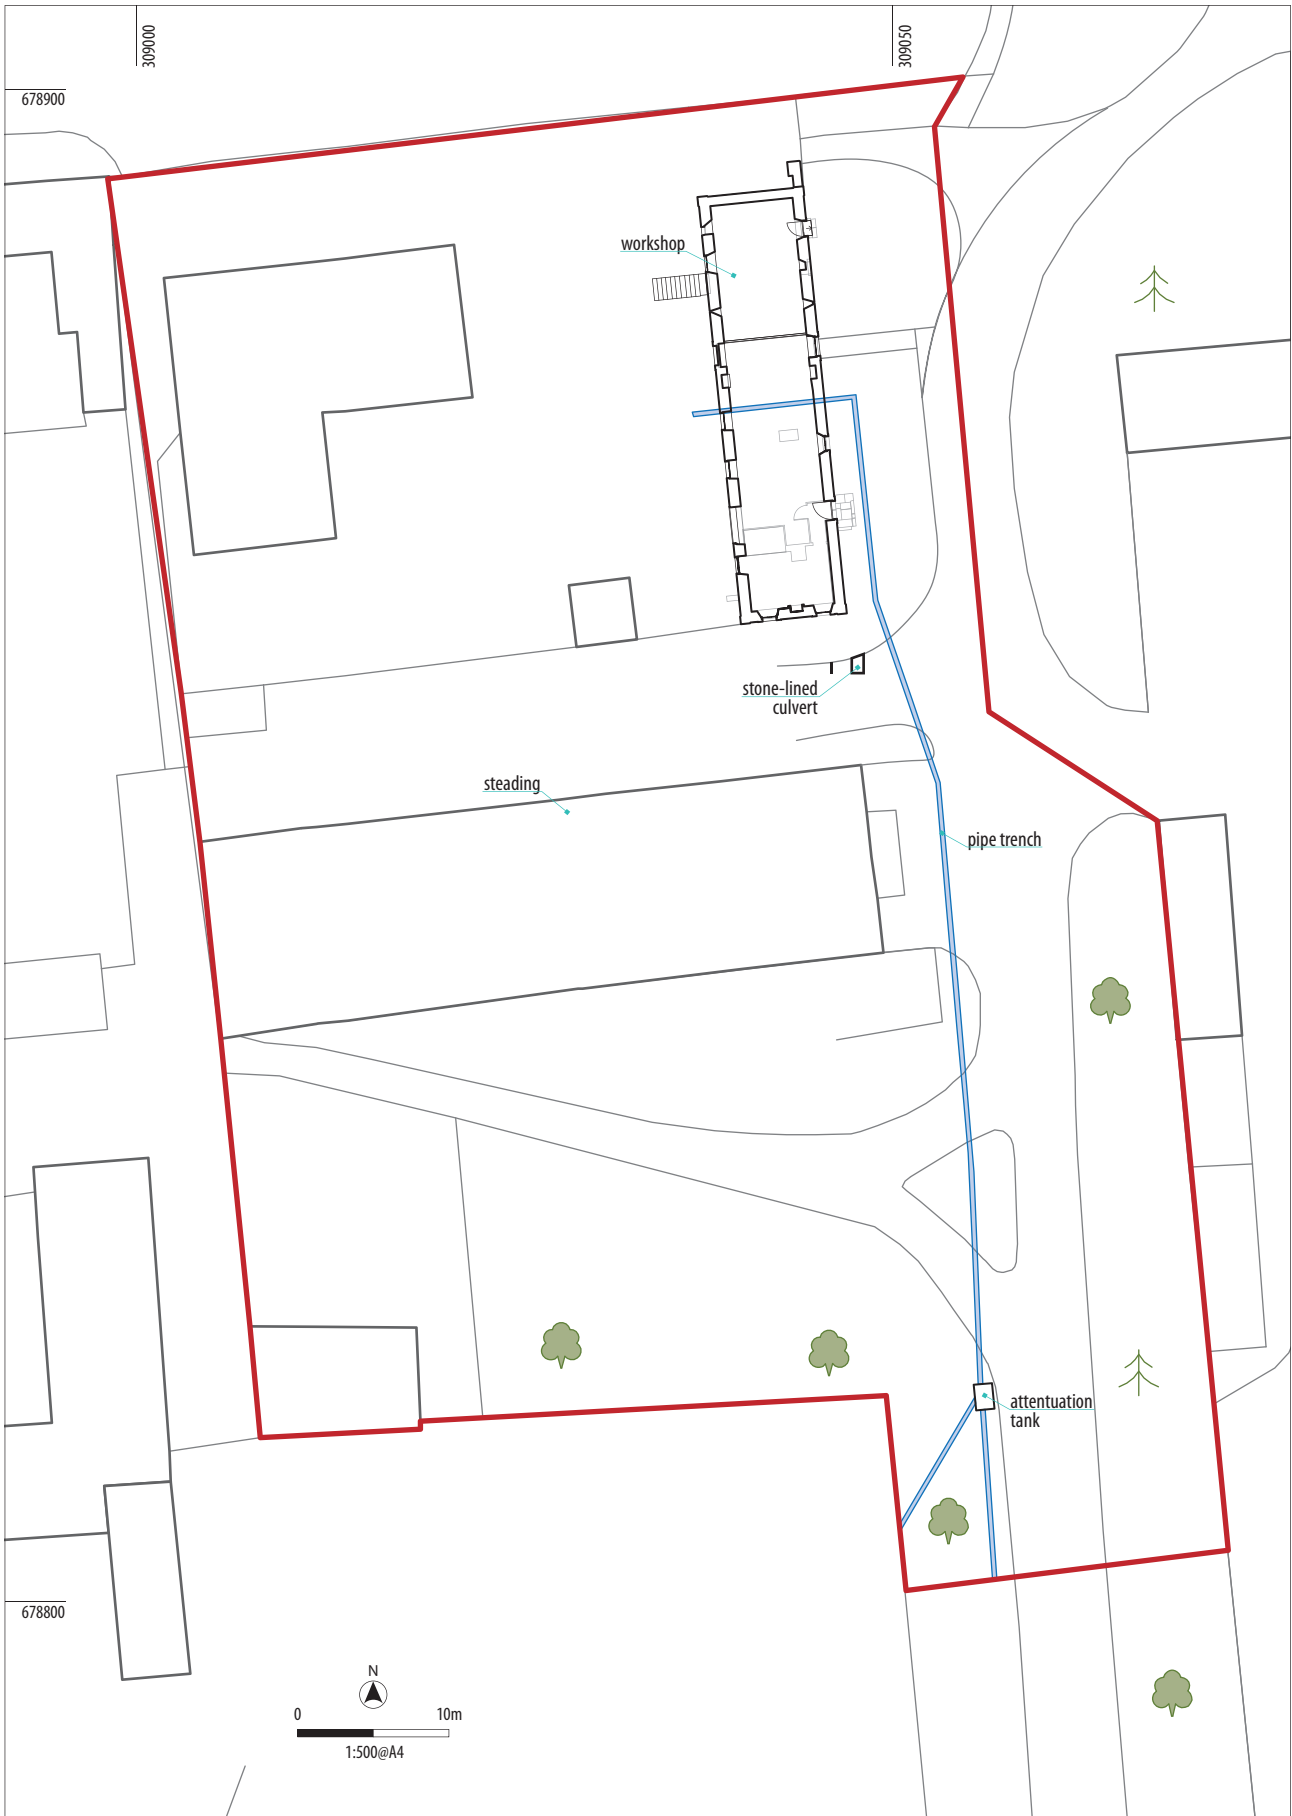 309000
309050
678900
workshop
stone-lined
culvert
steading
pipe trench
attentuation
tank
678800
N
0 10m
1:500@A4